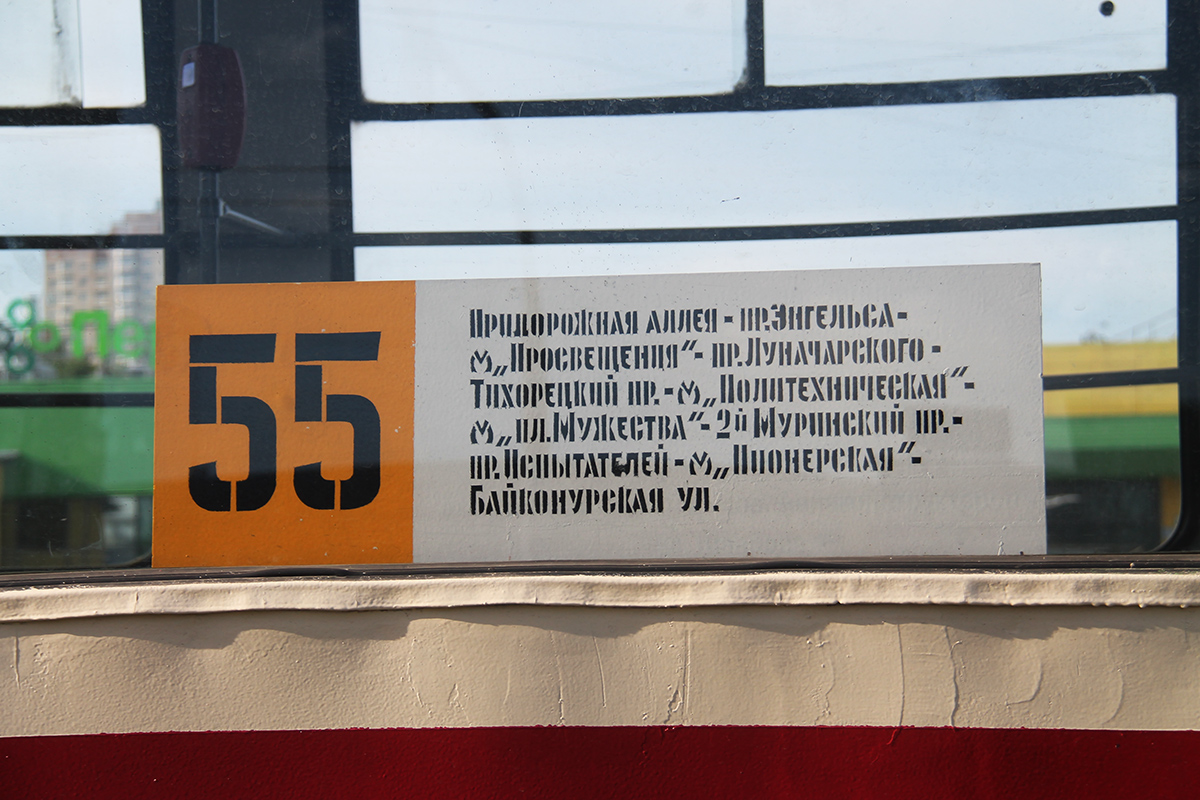 55
Придорожная аллея - пр.Энгельса-
м„Просвещения"- пр.Луначарского -
Тихорецкий пр.-м„Политехническая"-
м„пл.Мужества"- 2й Муринский пр.-
пр.Испытателей - м„Пионерская"-
Байконурская ул.